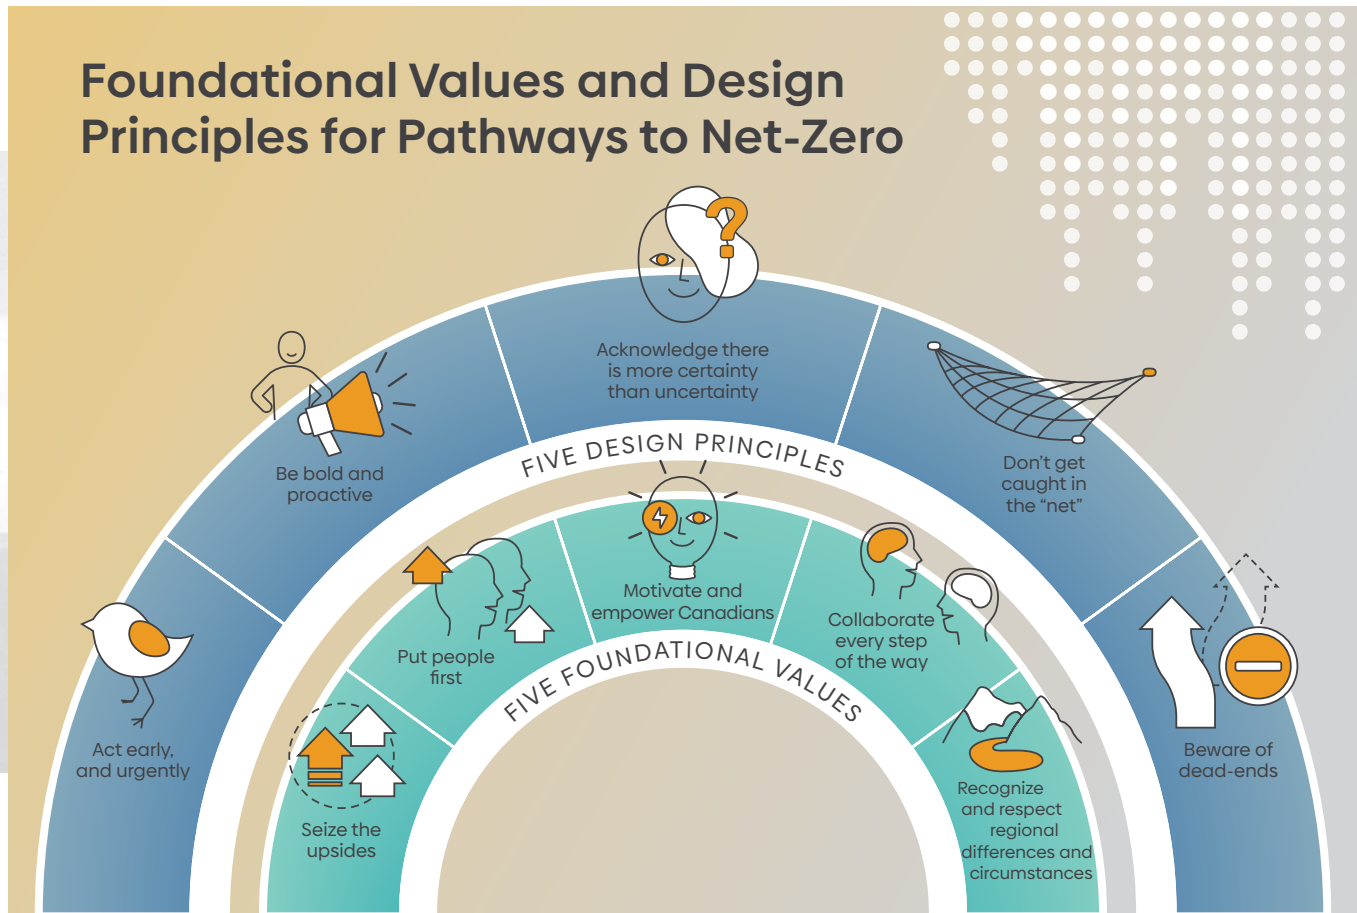 Foundational Values and Design
Principles for Pathways to Net-Zero
Acknowledge there
is more certainty
than uncertainty
Be bold and
proactive
Don’t get
caught in
the “net”
Act early,
and urgently
Beware of
dead-ends
FIVE DESIGN PRINCIPLES
Motivate and
empower Canadians
Put people
first
Collaborate
every step
of the way
Seize the
upsides
Recognize
and respect
regional
differences and
circumstances
FIVE FOUNDATIONAL VALUES
?